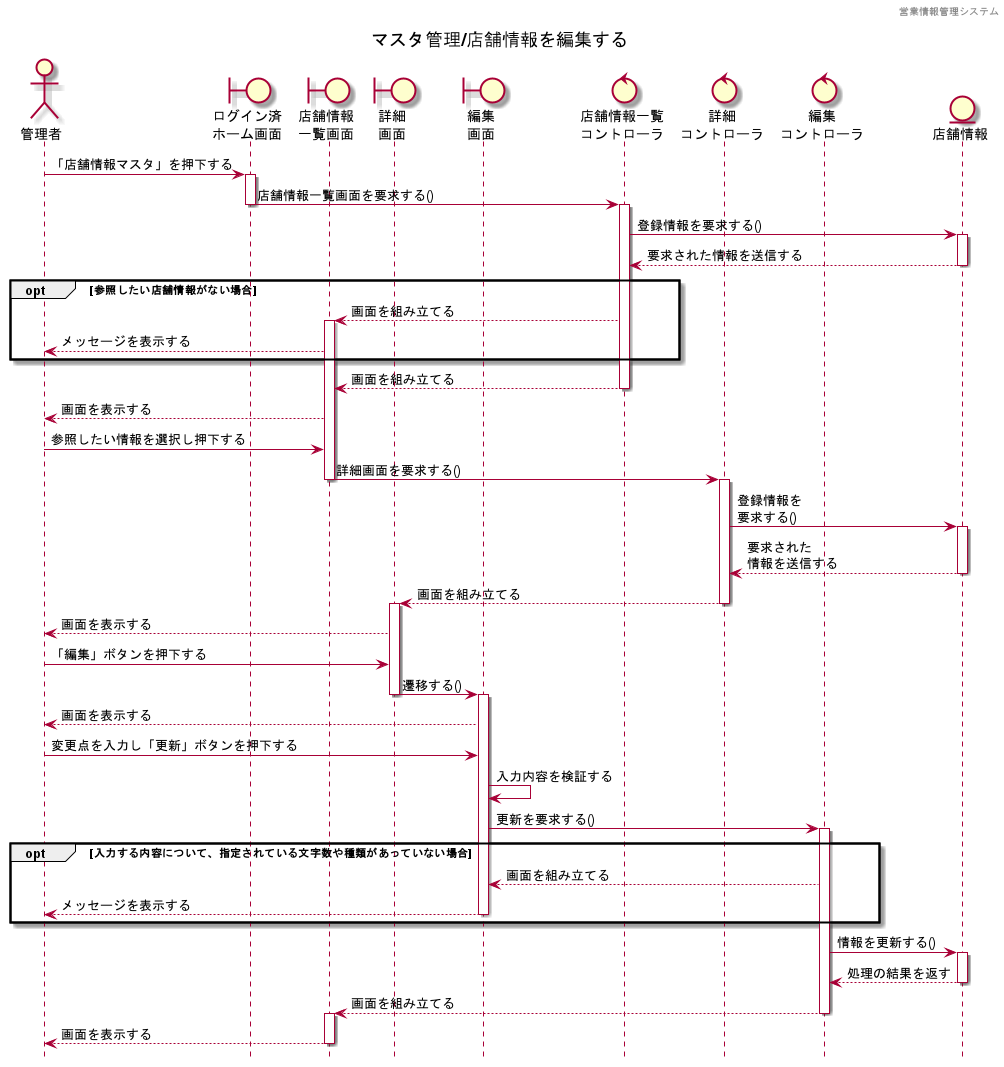 営業情報管理システム
マスタ管理/店舗情報を編集する
管理者
ログイン済
ホーム画面
店舗情報
一覧画面
詳細
画面
編集
画面
店舗情報一覧
コントローラ
詳細
コントローラ
編集
コントローラ
店舗情報
「店舗情報マスタ」を押下する
店舗情報一覧画面を要求する()
登録情報を要求する()
要求された情報を送信する
opt [参照したい店舗情報がない場合]
画面を組み立てる
メッセージを表示する
画面を組み立てる
画面を表示する
参照したい情報を選択し押下する
詳細画面を要求する()
登録情報を
要求する()
要求された
情報を送信する
画面を組み立てる
画面を表示する
「編集」ボタンを押下する
遷移する()
画面を表示する
変更点を入力し「更新」ボタンを押下する
入力内容を検証する
更新を要求する()
opt [入力する内容について、指定されている文字数や種類があっていない場合]
画面を組み立てる
メッセージを表示する
情報を更新する()
処理の結果を返す
画面を組み立てる
画面を表示する